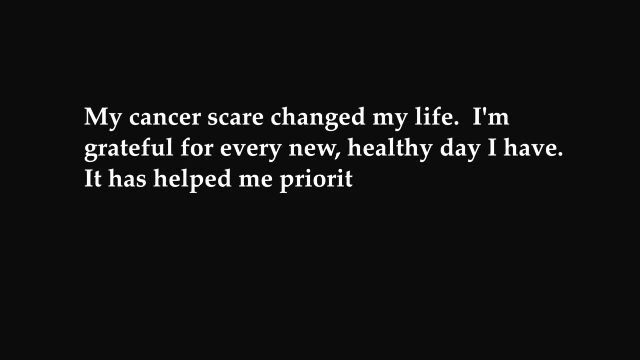 My cancer scare changed my life.  I'm
grateful for every new, healthy day I have.
It has helped me priorit